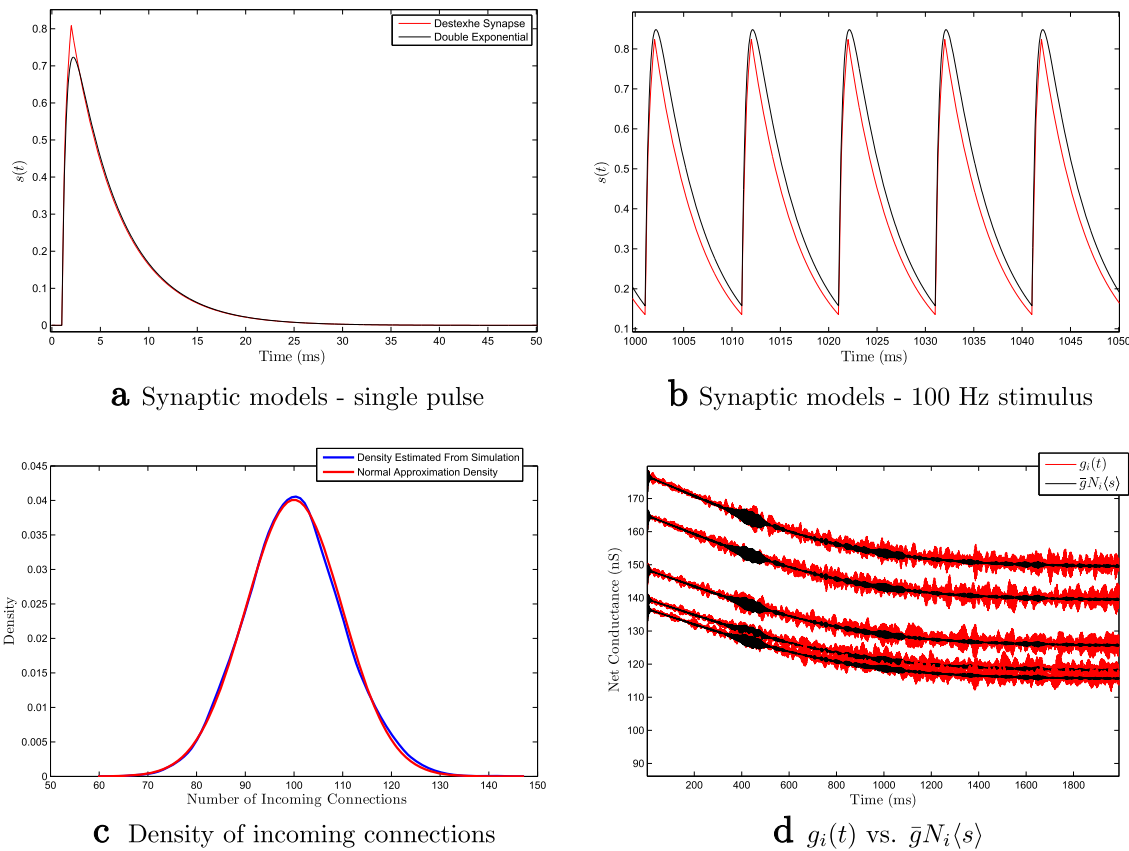 Destexhe Synapse
Double Exponential
0.8
0.7
0.6
0.5
0.4
0.3
0.2
0.1
0
s(t)
0 5 10 15 20 25 30 35 40 45 50
Time (ms)
a Synaptic models - single pulse
0.9
0.8
0.7
0.6
0.5
0.4
0.3
0.2
0.1
s(t)
1000 1005 1010 1015 1020 1025 1030 1035 1040 1045 1050
Time (ms)
b Synaptic models - 100 Hz stimulus
Density Estimated From Simulation
Normal Approximation Density
0.045
0.04
0.035
0.03
0.025
0.02
0.015
0.01
0.005
0
Density
50 60 70 80 90 100 110 120 130 140 150
Number of Incoming Connections
c Density of incoming connections
gᵢ(t)
ḡNᵢ⟨s⟩
170
160
150
140
130
120
110
100
90
Net Conductance (mS)
200 400 600 800 1000 1200 1400 1600 1800
Time (ms)
d gᵢ(t) vs. ḡNᵢ⟨s⟩